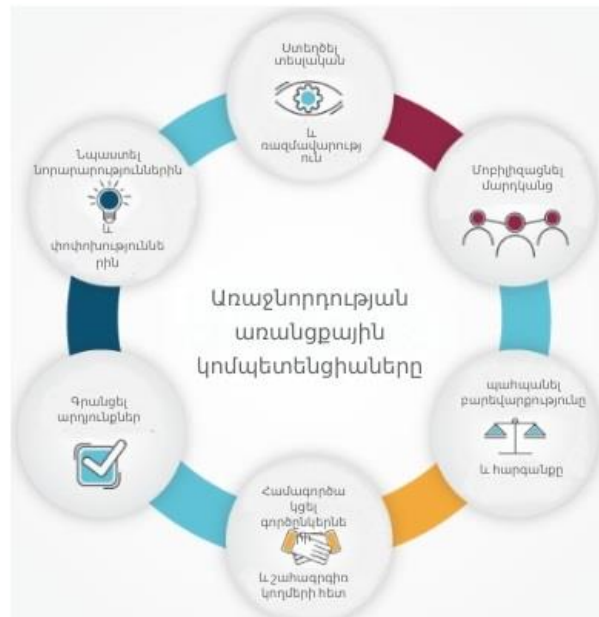 Ստեղծել
տեսլական
և
ռազմավարությ
ուն
Մոբիլիզացնել
մարդկանց
պահպանել
բարեվարքությունը
և հարգանքը
Համագործա
կցել
գործընկերնե
րի
և շահագրգիռ
կողմերի հետ
Գրանցել
արդյունքներ
Նպաստել
նորարարություններին
և
փոփոխություննե
րին
Առաջնորդության
առանցքային
կոմպետենցիաները